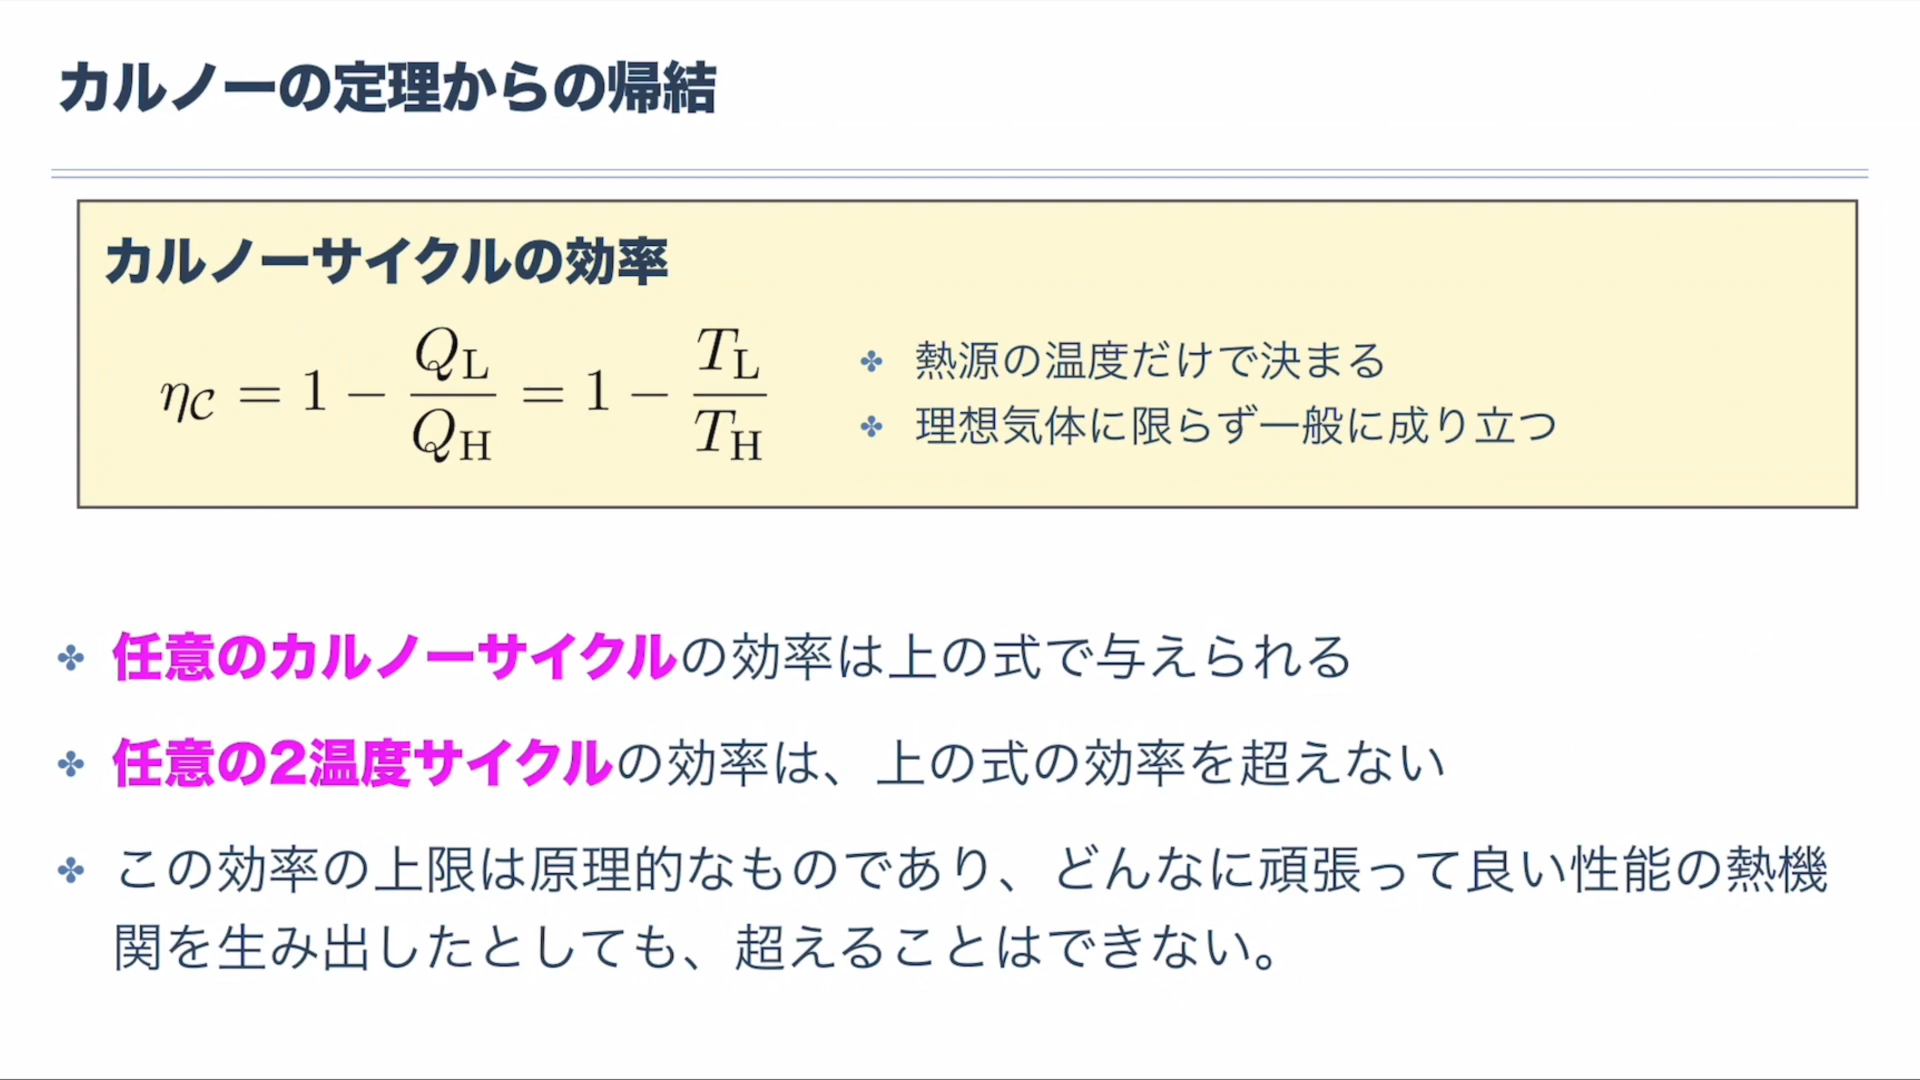 カルノーの定理からの帰結
カルノーサイクルの効率
η_C = 1 − Q_L/Q_H = 1 − T_L/T_H
熱源の温度だけで決まる
理想気体に限らず一般に成り立つ
任意のカルノーサイクルの効率は上の式で与えられる
任意の2温度サイクルの効率は、上の式の効率を超えない
この効率の上限は原理的なものであり、どんなに頑張って良い性能の熱機
関を生み出したとしても、超えることはできない。